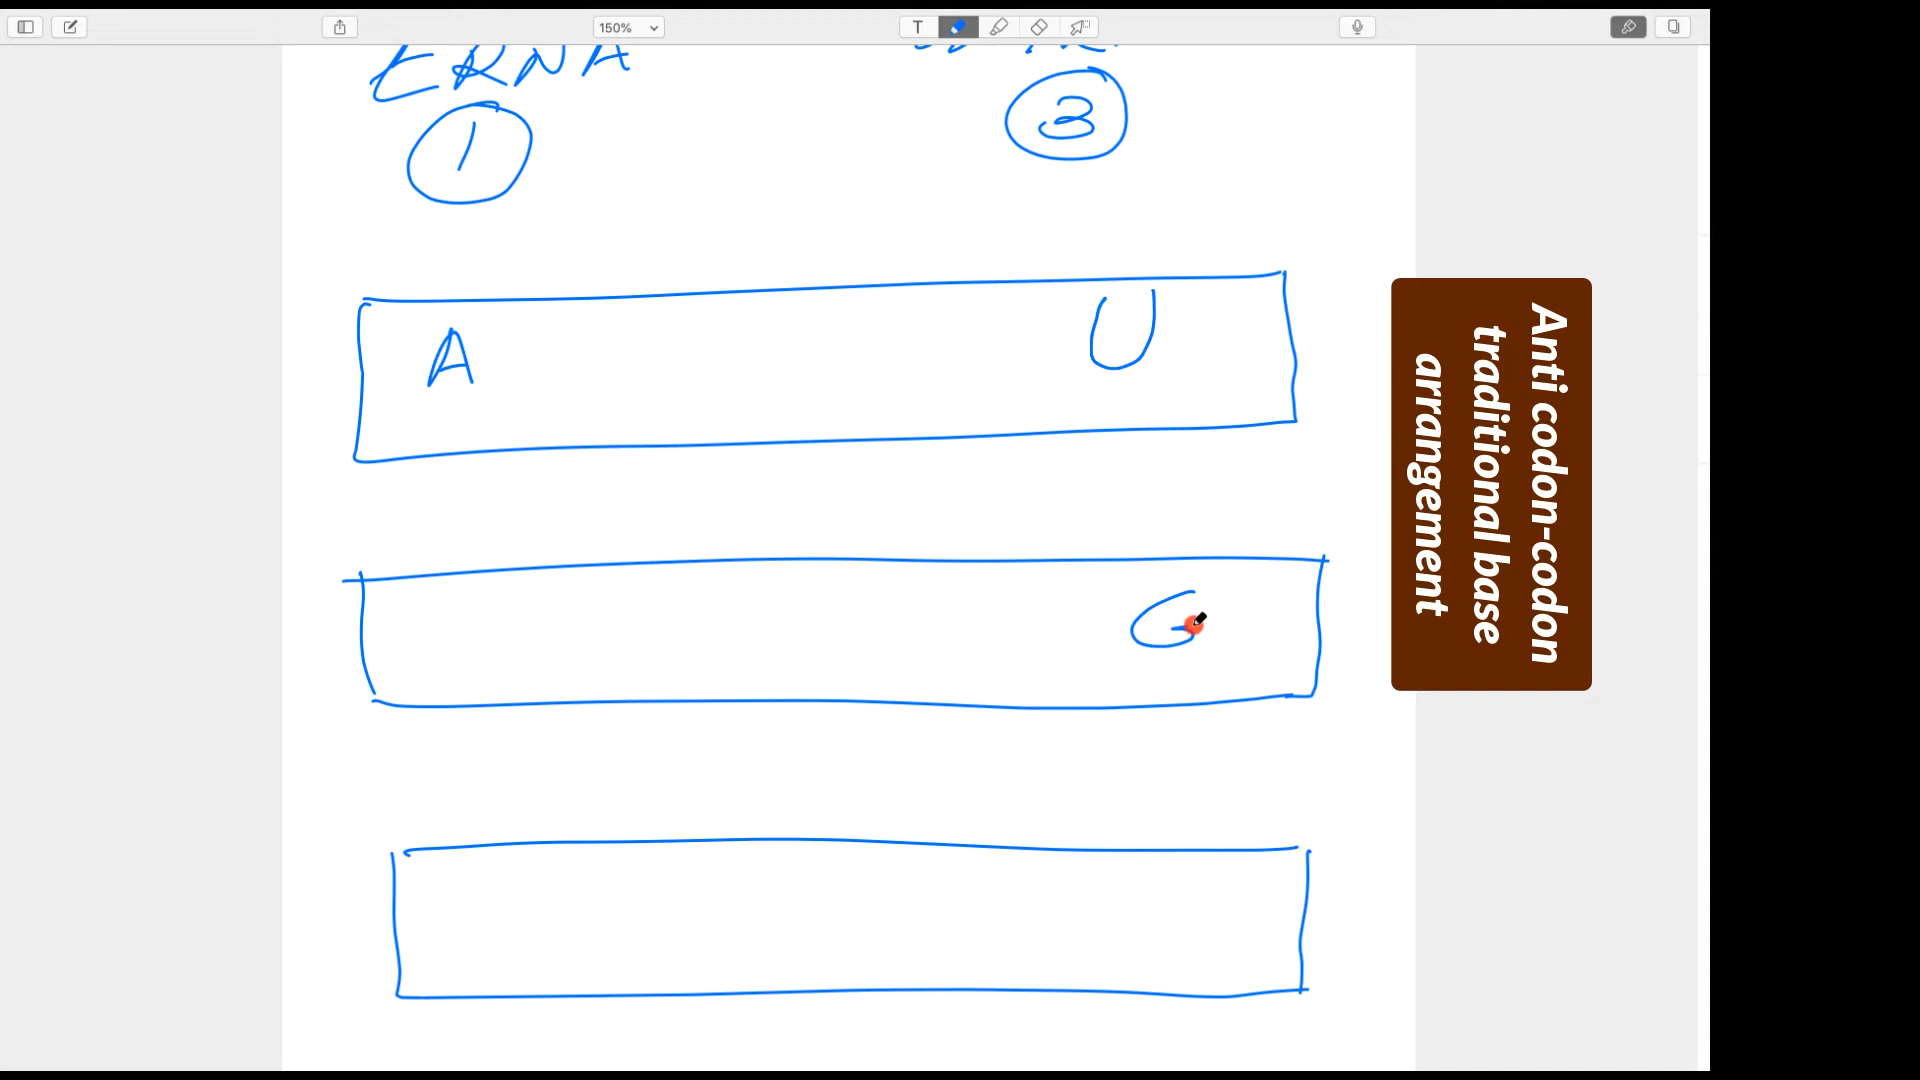 150%
T
tRNA
1
3
A
U
G
Anti codon-codon
traditional base
arrangement